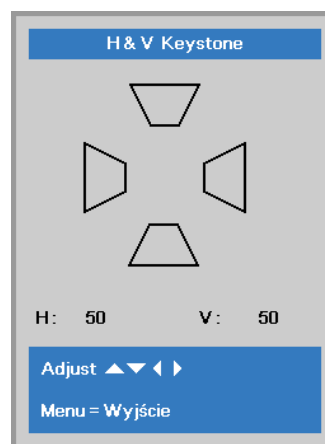 H & V Keystone
H: 50 V: 50
Adjust ▲▼◀▶
Menu = Wyjście